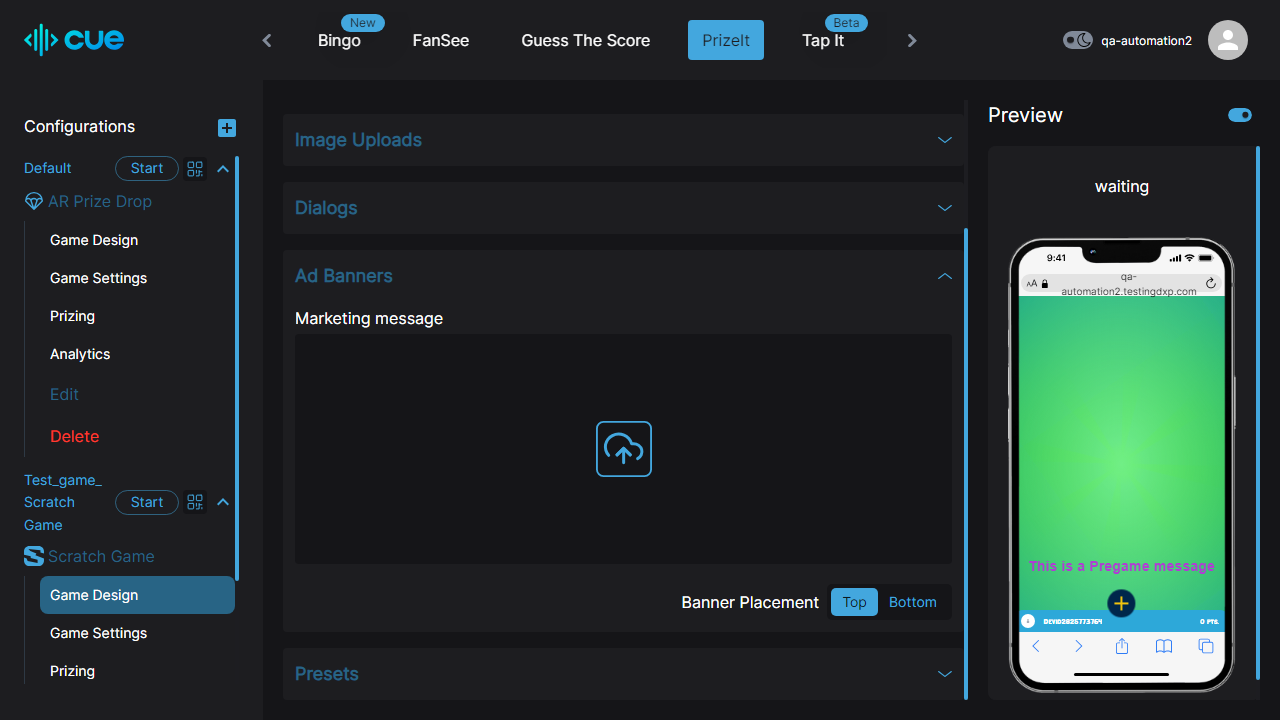 cue
New
Bingo
FanSee
Guess The Score
PrizeIt
Beta
Tap It
qa-automation2
Configurations
Default
Start
AR Prize Drop
Game Design
Game Settings
Prizing
Analytics
Edit
Delete
Test_game_
Scratch
Game
Start
Scratch Game
Game Design
Game Settings
Prizing
Image Uploads
Dialogs
Ad Banners
Marketing message
Banner Placement
Top
Bottom
Presets
Preview
waiting
9:41
AA
qa-
automation2.testingdxp.com
This is a Pregame message
0 PTS.